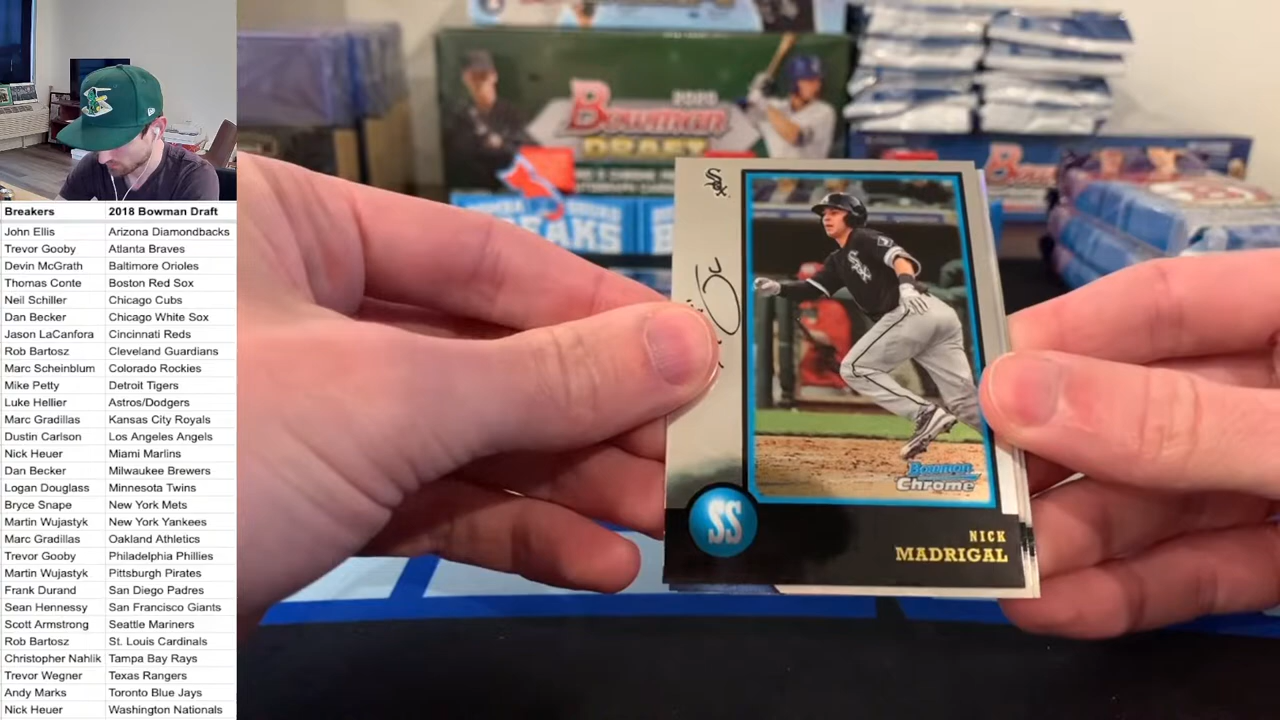 Breakers 2018 Bowman Draft
John Ellis Arizona Diamondbacks
Trevor Gooby Atlanta Braves
Devin McGrath Baltimore Orioles
Thomas Conte Boston Red Sox
Neil Schiller Chicago Cubs
Dan Becker Chicago White Sox
Jason LaCanfora Cincinnati Reds
Rob Bartosz Cleveland Guardians
Marc Scheinblum Colorado Rockies
Mike Petty Detroit Tigers
Luke Hellier Astros/Dodgers
Marc Gradillas Kansas City Royals
Dustin Carlson Los Angeles Angels
Nick Heuer Miami Marlins
Dan Becker Milwaukee Brewers
Logan Douglass Minnesota Twins
Bryce Snape New York Mets
Martin Wujastyk New York Yankees
Marc Gradillas Oakland Athletics
Trevor Gooby Philadelphia Phillies
Martin Wujastyk Pittsburgh Pirates
Frank Durand San Diego Padres
Sean Hennessy San Francisco Giants
Scott Armstrong Seattle Mariners
Rob Bartosz St. Louis Cardinals
Christopher Nahlik Tampa Bay Rays
Trevor Wegner Texas Rangers
Andy Marks Toronto Blue Jays
Nick Heuer Washington Nationals
2020
Bowman
DRAFT
Bowman
Sox
Sox
Bowman
Chrome
SS
NICK
MADRIGAL